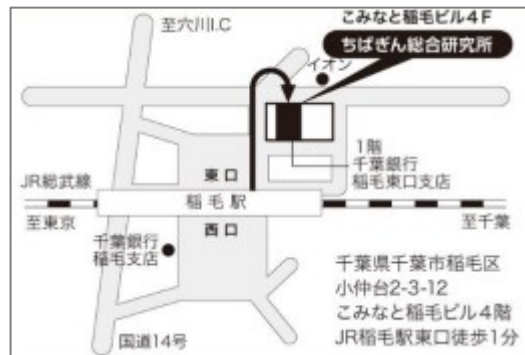 こみなと稲毛ビル4F
ちばぎん総合研究所
至穴川I.C
イオン
1階
千葉銀行
稲毛東口支店
東口
JR総武線
稲毛駅
至東京
至千葉
西口
千葉銀行
稲毛支店
千葉県千葉市稲毛区
小仲台2-3-12
こみなと稲毛ビル4階
JR稲毛駅東口徒歩1分
国道14号